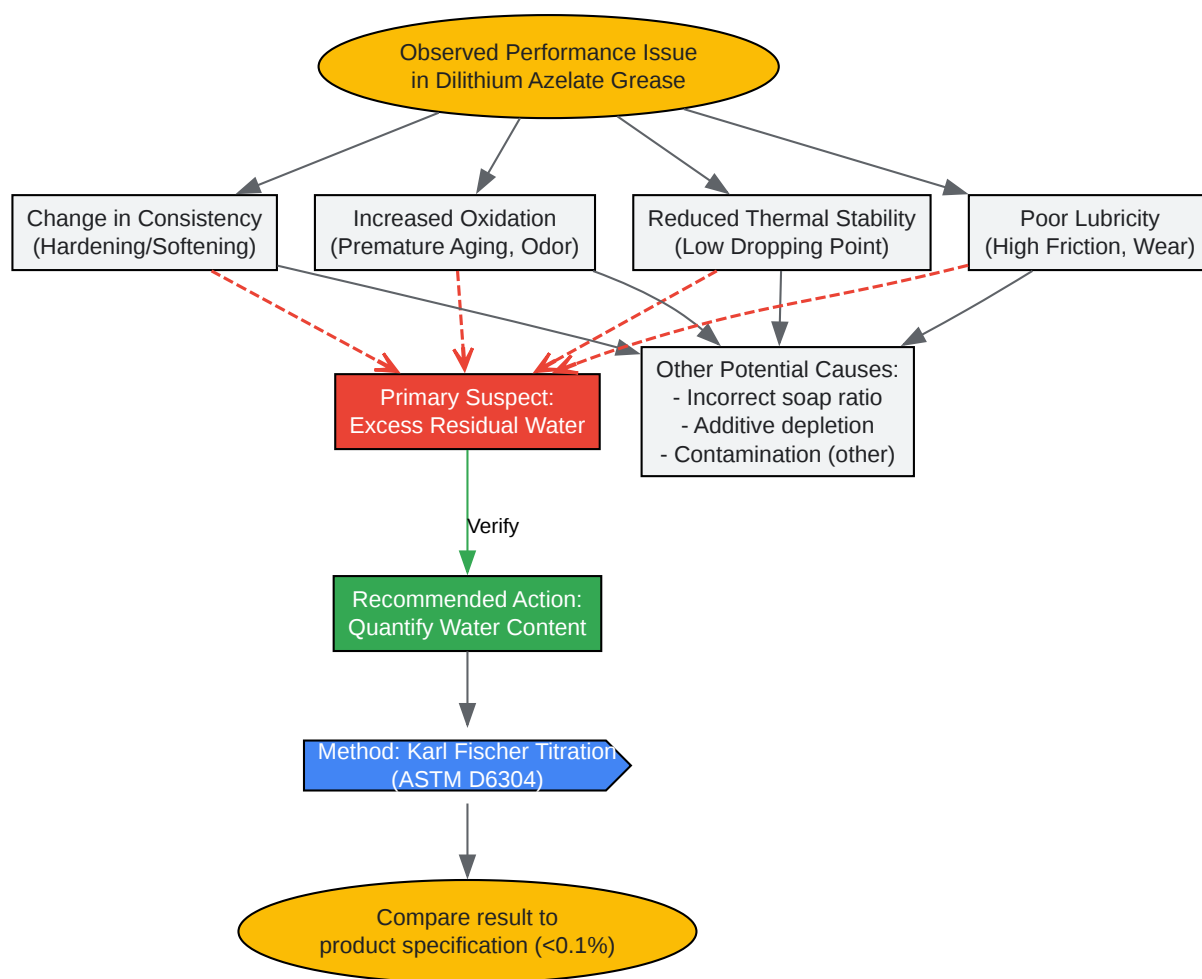 Observed Performance Issue
in Dilithium Azelate Grease
Change in Consistency
(Hardening/Softening)
Increased Oxidation
(Premature Aging, Odor)
Reduced Thermal Stability
(Low Dropping Point)
Poor Lubricity
(High Friction, Wear)
Primary Suspect:
Excess Residual Water
Other Potential Causes:
- Incorrect soap ratio
- Additive depletion
- Contamination (other)
Verify
Recommended Action:
Quantify Water Content
Method: Karl Fischer Titration
(ASTM D6304)
Compare result to
product specification (<0.1%)